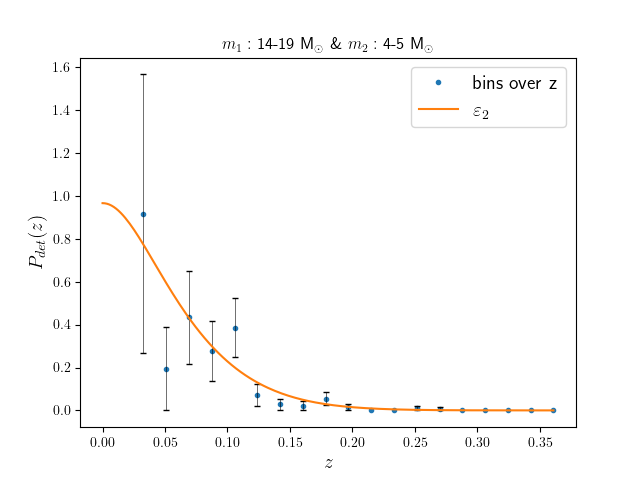 m₁ : 14-19 M⊙ & m₂ : 4-5 M⊙
bins over z
ε₂
P_det(z)
1.6
1.4
1.2
1.0
0.8
0.6
0.4
0.2
0.0
0.00 0.05 0.10 0.15 0.20 0.25 0.30 0.35
z